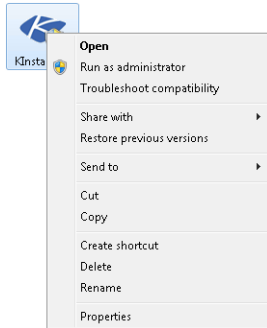 KInsta
Open
Run as administrator
Troubleshoot compatibility
Share with
Restore previous versions
Send to
Cut
Copy
Create shortcut
Delete
Rename
Properties